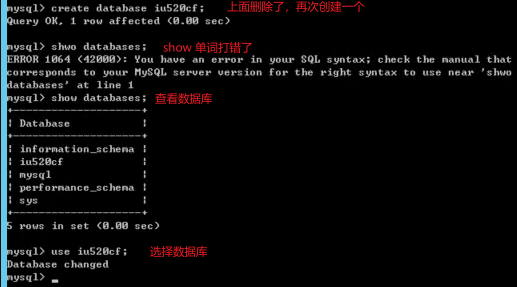 mysql> create database iu520cf; 上面删除了，再次创建一个
Query OK, 1 row affected (0.00 sec)
mysql> shwo databases; show 单词打错了
ERROR 1064 (42000): You have an error in your SQL syntax; check the manual that
corresponds to your MySQL server version for the right syntax to use near 'shwo
databases' at line 1
mysql> show databases; 查看数据库
+--------------------+
| Database           |
+--------------------+
| information_schema |
| iu520cf            |
| mysql              |
| performance_schema |
| sys                |
+--------------------+
5 rows in set (0.00 sec)
mysql> use iu520cf; 选择数据库
Database changed
mysql> _